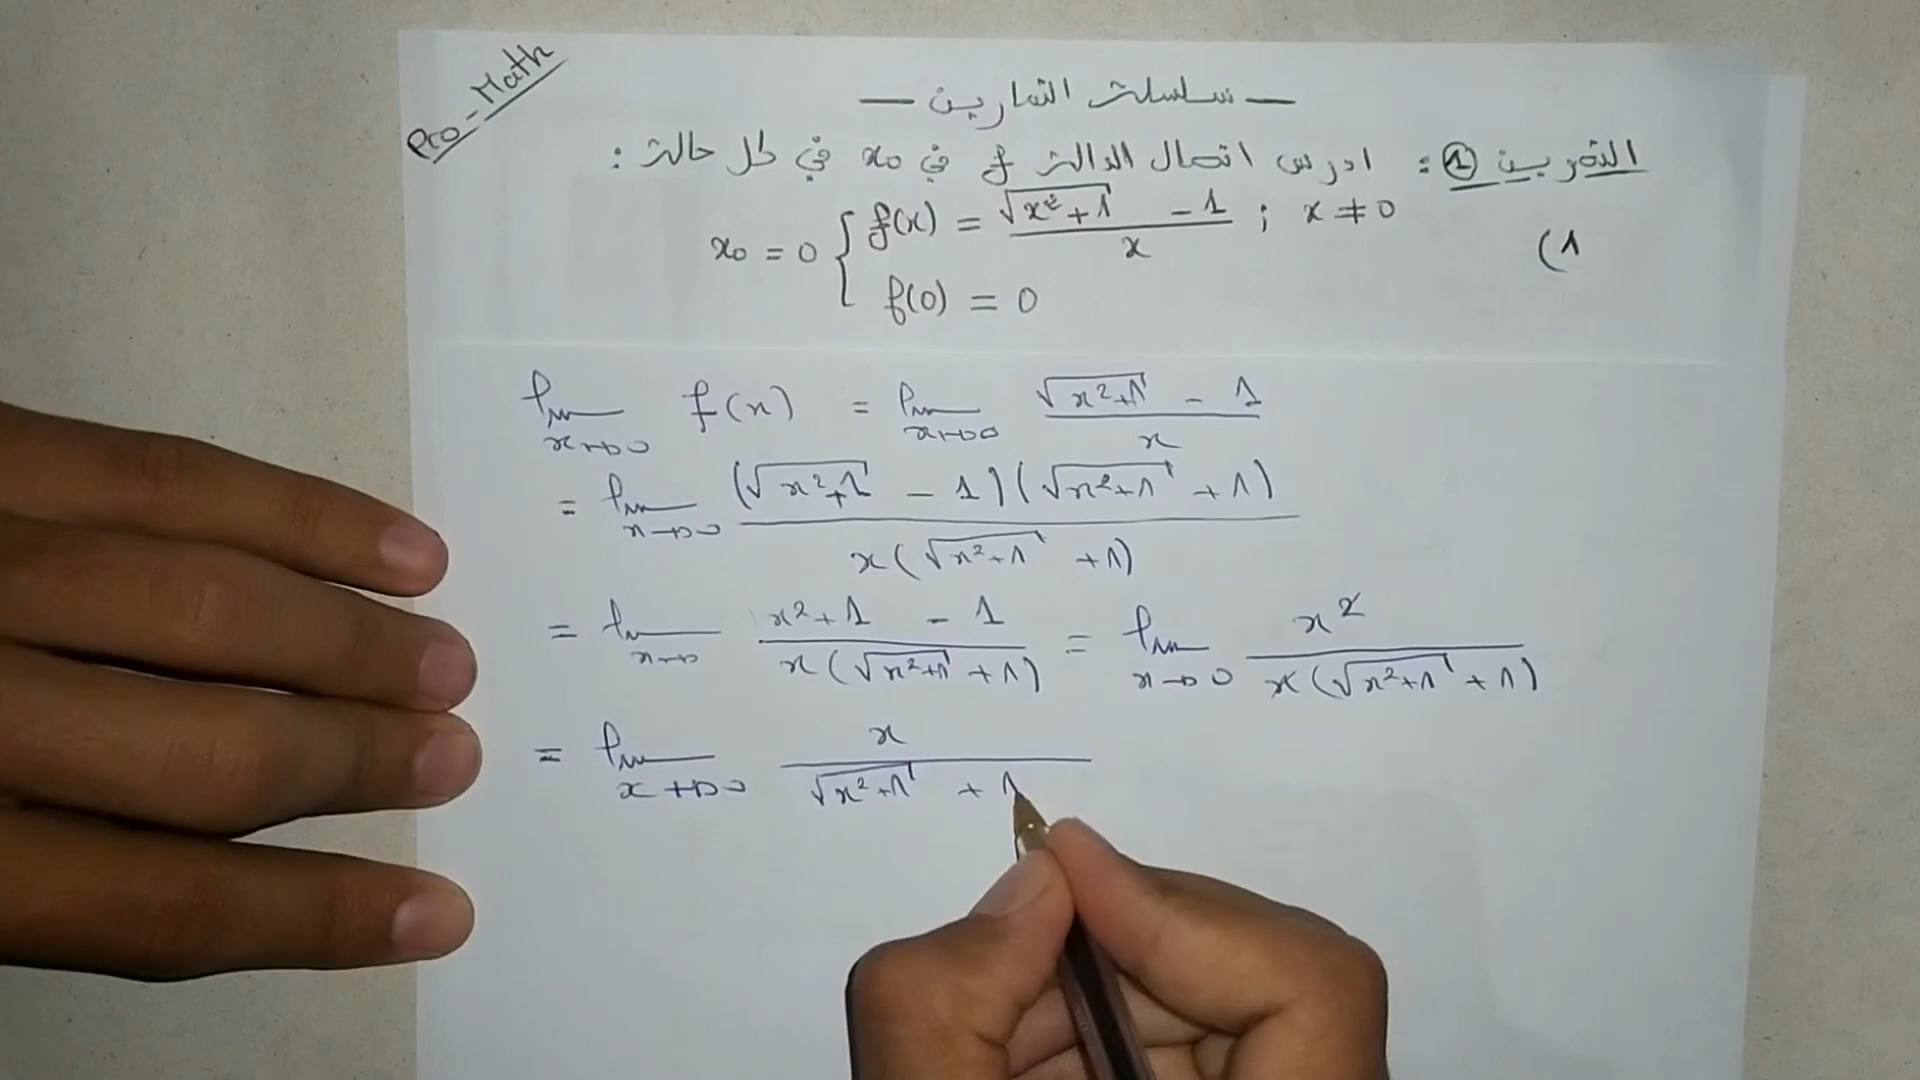 Pro-Math
— سلسلة التمارين —
التمرين ①: ادرس اتصال الدالة f في x₀ في كل حالة :
(1
x₀ = 0 { f(x) = (√(x²+1) - 1)/x ; x ≠ 0
f(0) = 0
lim x→0 f(x) = lim x→0 (√(x²+1) - 1)/x
= lim x→0 ((√(x²+1) - 1)(√(x²+1) + 1))/(x(√(x²+1) + 1))
= lim x→0 (x²+1 - 1)/(x(√(x²+1) + 1)) = lim x→0 x²/(x(√(x²+1) + 1))
= lim x→0 x/(√(x²+1) + 1